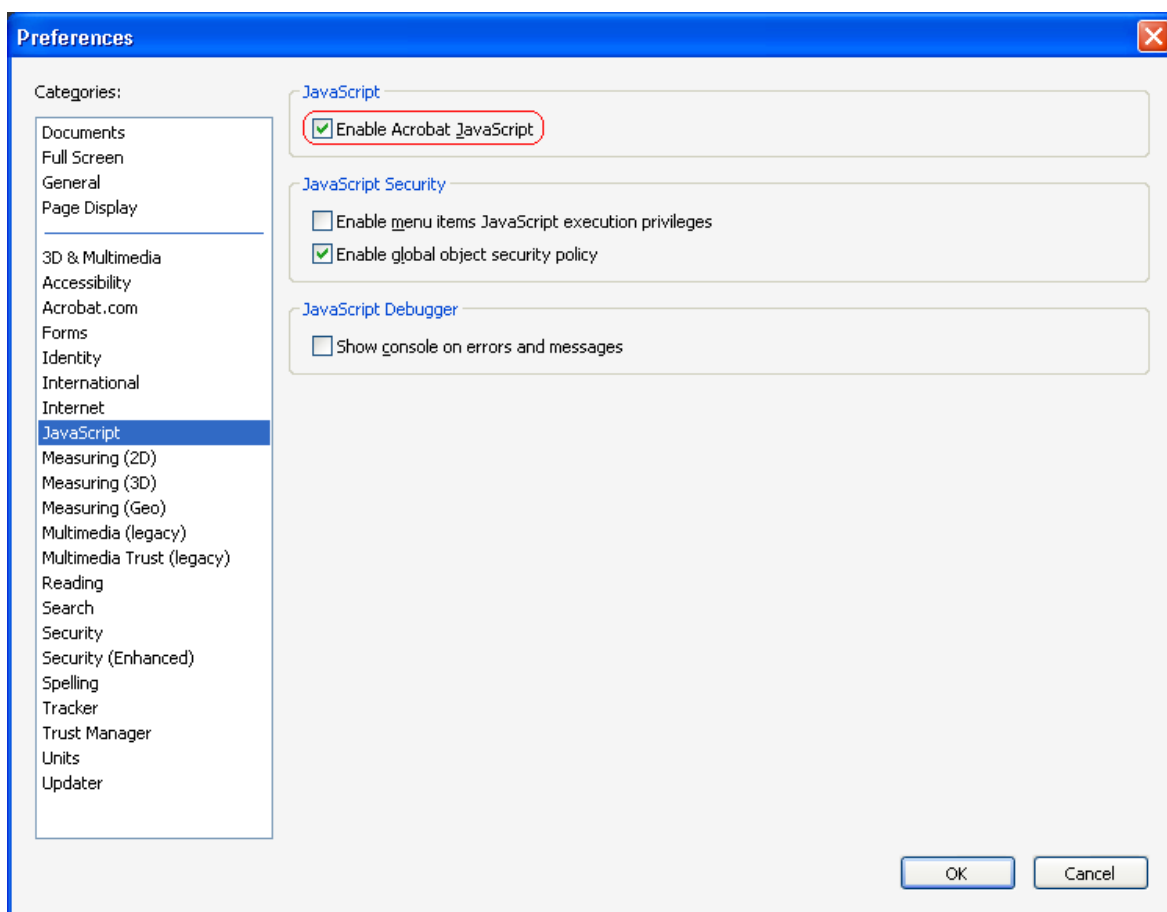 Preferences
Categories:
Documents
Full Screen
General
Page Display
3D & Multimedia
Accessibility
Acrobat.com
Forms
Identity
International
Internet
JavaScript
Measuring (2D)
Measuring (3D)
Measuring (Geo)
Multimedia (legacy)
Multimedia Trust (legacy)
Reading
Search
Security
Security (Enhanced)
Spelling
Tracker
Trust Manager
Units
Updater
JavaScript
Enable Acrobat JavaScript
JavaScript Security
Enable menu items JavaScript execution privileges
Enable global object security policy
JavaScript Debugger
Show console on errors and messages
OK
Cancel